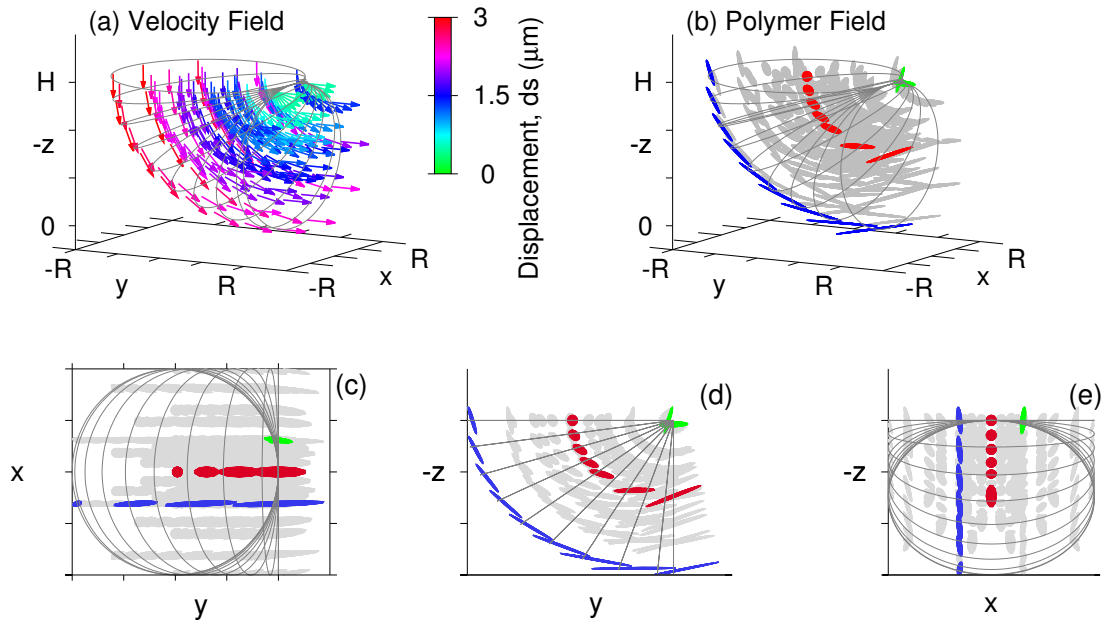 (a) Velocity Field
H
-z
0
-R
y
R
-R
x
R
3
1.5
0
Displacement, ds (μm)
(b) Polymer Field
H
-z
0
-R
y
R
-R
x
R
(c)
x
y
(d)
-z
y
(e)
-z
x